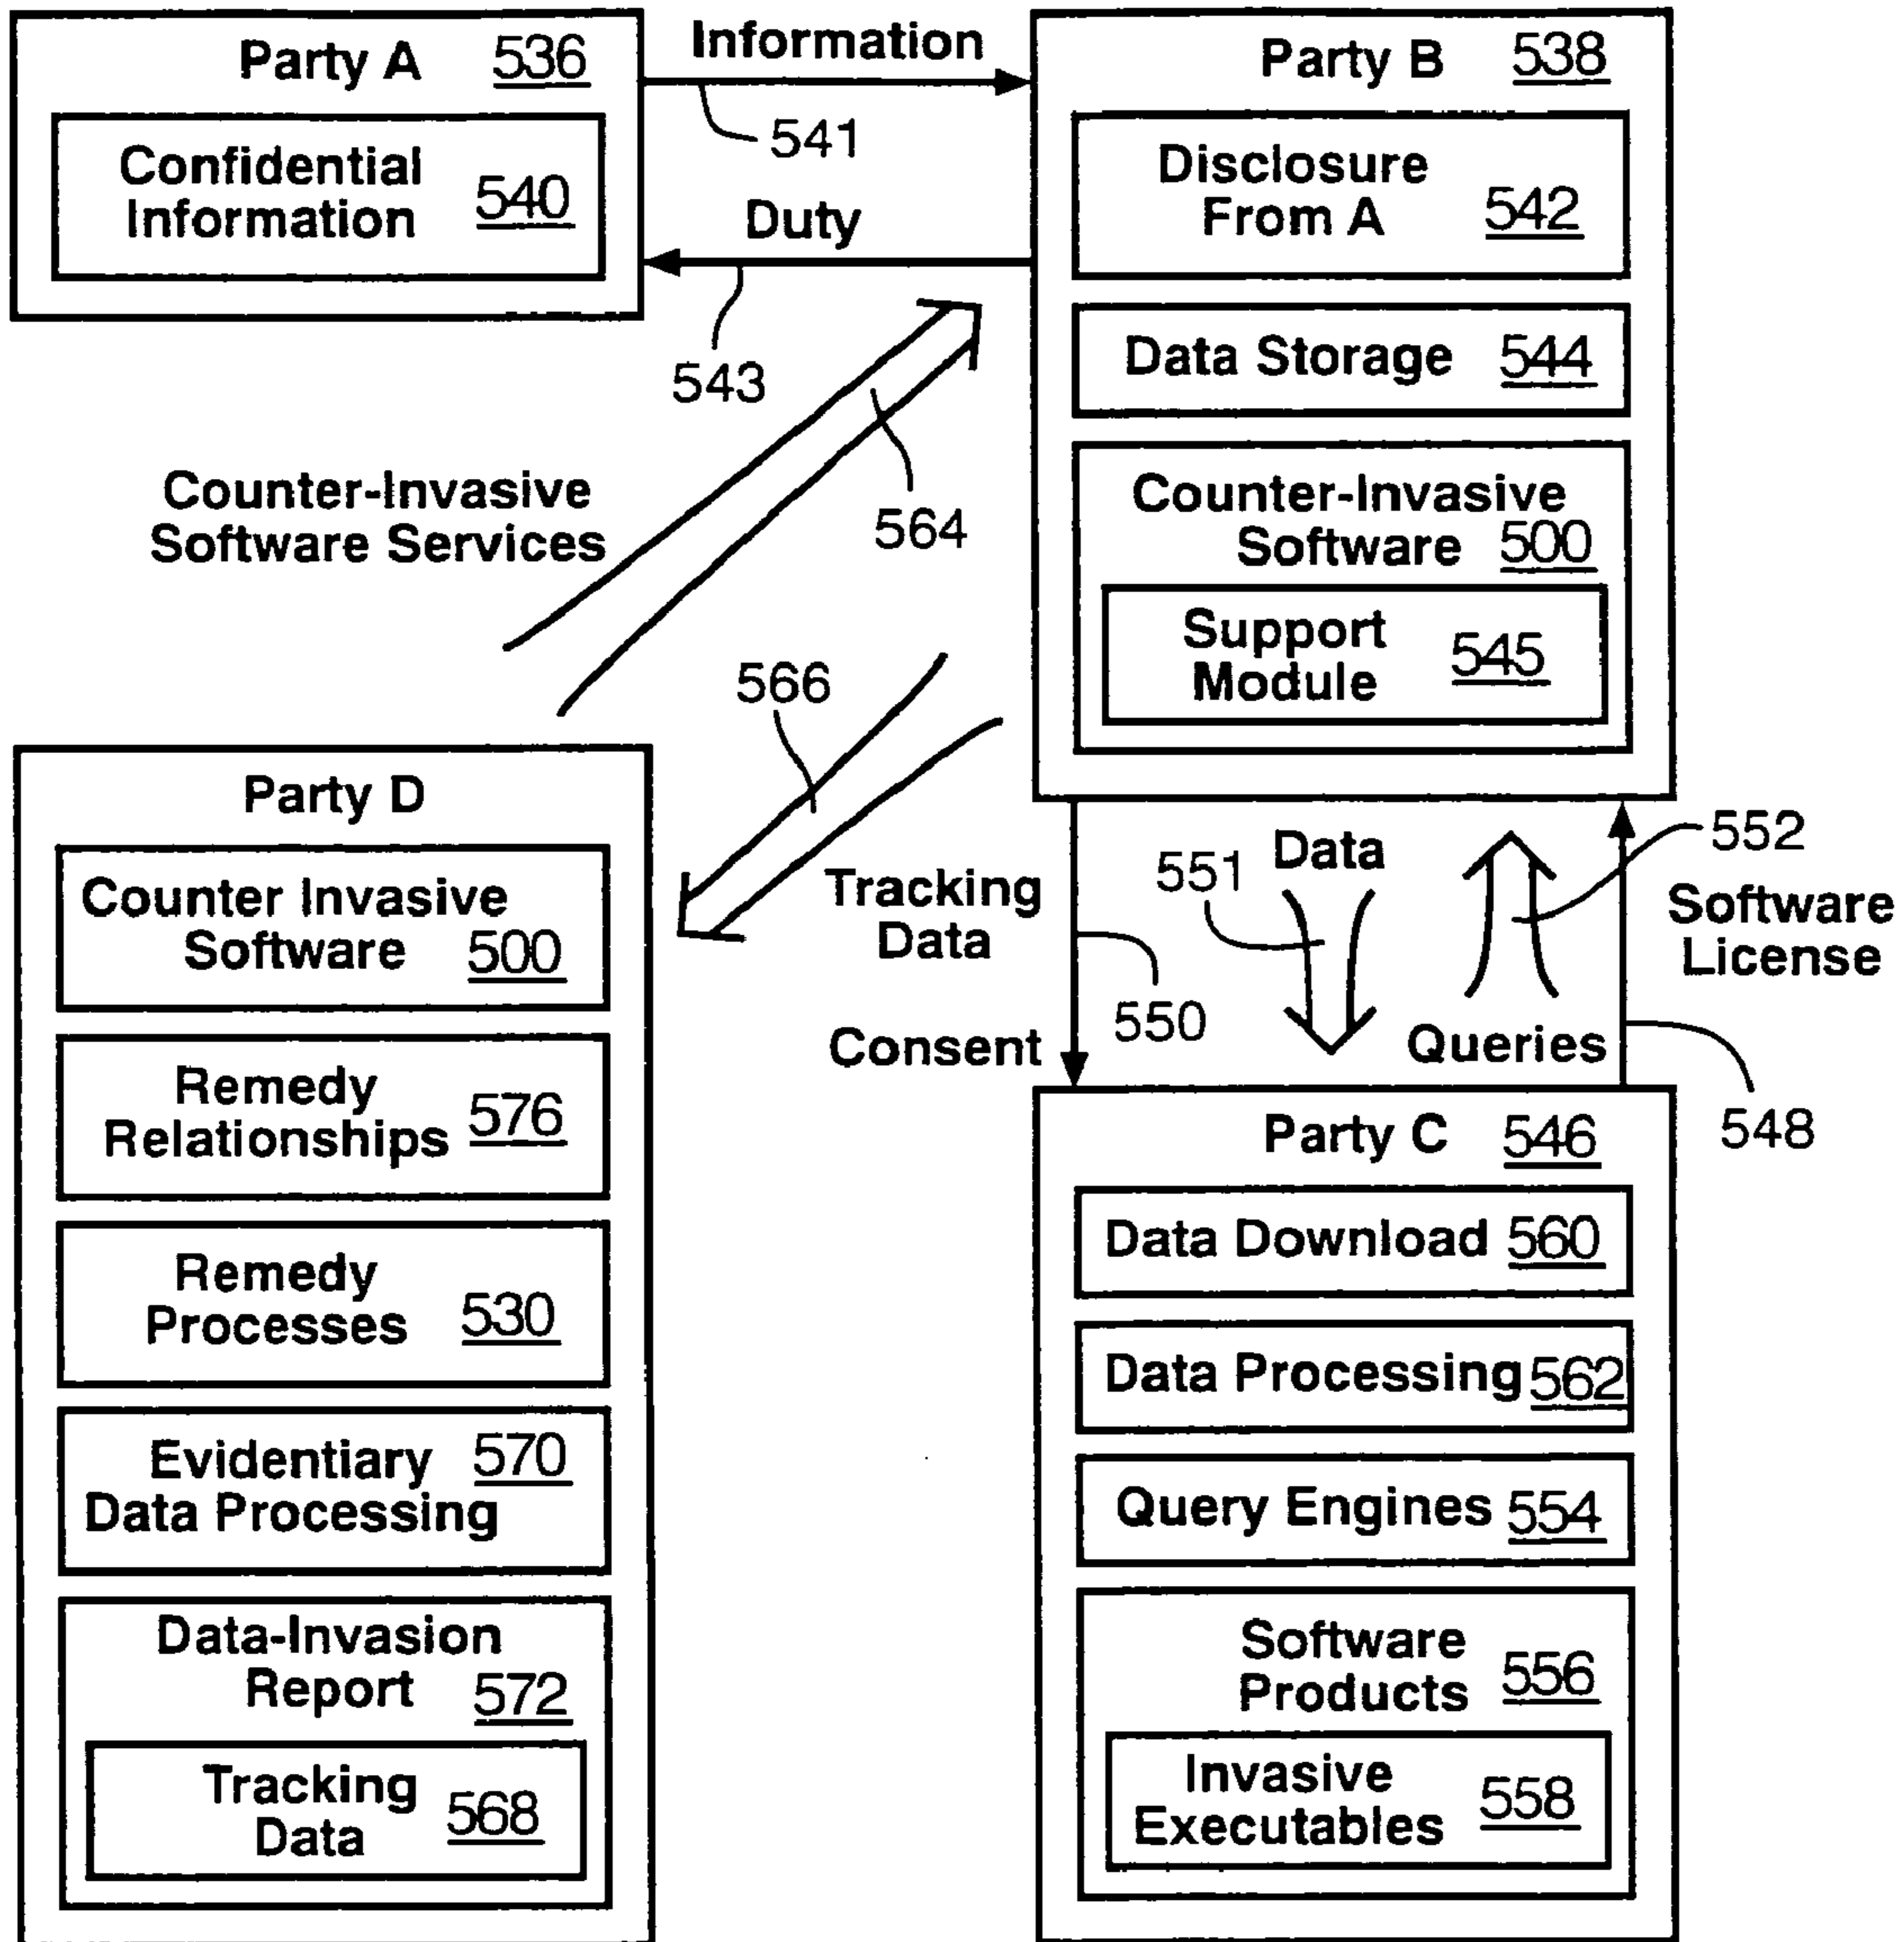 Party A 536
Confidential
Information 540
Information
541
Duty
543
Party B 538
Disclosure
From A 542
Data Storage 544
Counter-Invasive
Software 500
Support
Module 545
Counter-Invasive
Software Services
564
566
Tracking
Data
Consent
550
551 Data
552
Queries
Software
License
548
Party D
Counter Invasive
Software 500
Remedy
Relationships 576
Remedy
Processes 530
Evidentiary 570
Data Processing
Data-Invasion
Report 572
Tracking
Data 568
Party C 546
Data Download 560
Data Processing 562
Query Engines 554
Software
Products 556
Invasive
Executables 558